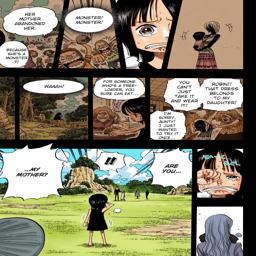 HER
MOTHER
ABANDONED
HER.
BECAUSE
SHE'S A
MONSTER
?!
MONSTER!
MONSTER!
WAAAH!
FOR SOMEONE
WHO'S A FREE-
LOADER, YOU
SURE CAN EAT...
YOU
CAN'T
JUST
TAKE IT
AND WEAR
IT!
I'M
SORRY,
AUNTY!
I JUST
WANTED
TO TRY IT
ONCE...
ROBIN!!
THAT DRESS
BELONGS
TO MY
DAUGHTER!
...MY
MOTHER?
!!
ARE
YOU...